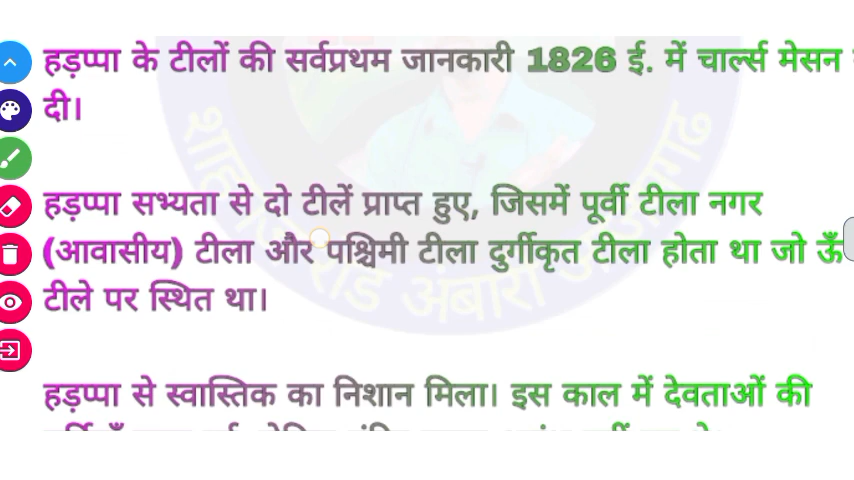 हड़प्पा के टीलों की सर्वप्रथम जानकारी 1826 ई. में चार्ल्स मेसन
दी।
हड़प्पा सभ्यता से दो टीलें प्राप्त हुए, जिसमें पूर्वी टीला नगर
(आवासीय) टीला और पश्चिमी टीला दुर्गीकृत टीला होता था जो
टीले पर स्थित था।
हड़प्पा से स्वास्तिक का निशान मिला। इस काल में देवताओं की